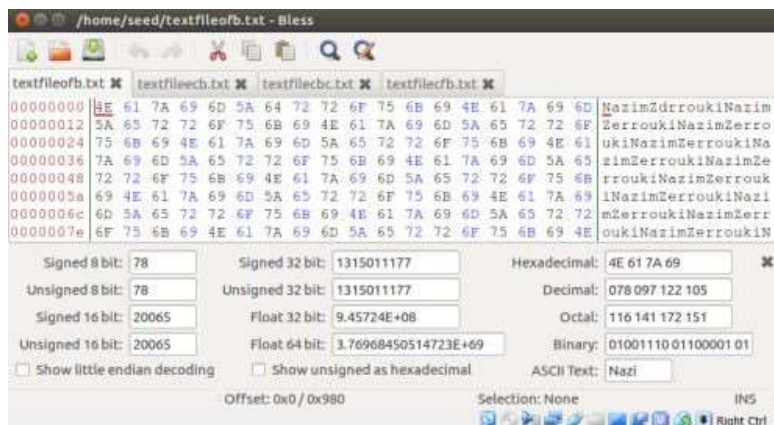 /home/seed/textfileofb.txt - Bless
textfileofb.txt ✖ textfileecb.txt ✖ textfilecbc.txt ✖ textfilecfb.txt ✖
00000000 4E 61 7A 69 6D 5A 64 72 72 6F 75 6B 69 4E 61 7A 69 6D NazimZdrroukiNazim
00000012 5A 65 72 72 6F 75 6B 69 4E 61 7A 69 6D 5A 65 72 72 6F ZerroukiNazimZerro
00000024 75 6B 69 4E 61 7A 69 6D 5A 65 72 72 6F 75 6B 69 4E 61 ukiNazimZerroukiNa
00000036 7A 69 6D 5A 65 72 72 6F 75 6B 69 4E 61 7A 69 6D 5A 65 zimZerroukiNazimZe
00000048 72 72 6F 75 6B 69 4E 61 7A 69 6D 5A 65 72 72 6F 75 6B rroukiNazimZerrouk
0000005a 69 4E 61 7A 69 6D 5A 65 72 72 6F 75 6B 69 4E 61 7A 69 iNazimZerroukiNazi
0000006c 6D 5A 65 72 72 6F 75 6B 69 4E 61 7A 69 6D 5A 65 72 72 mZerroukiNazimZerr
0000007e 6F 75 6B 69 4E 61 7A 69 6D 5A 65 72 72 6F 75 6B 69 4E oukiNazimZerroukiN
Signed 8 bit: 78 Signed 32 bit: 1315011177 Hexadecimal: 4E 61 7A 69 ✖
Unsigned 8 bit: 78 Unsigned 32 bit: 1315011177 Decimal: 078 097 122 105
Signed 16 bit: 20065 Float 32 bit: 9.45724E+08 Octal: 116 141 172 151
Unsigned 16 bit: 20065 Float 64 bit: 3.76968450514723E+69 Binary: 01001110 01100001 01
Show little endian decoding Show unsigned as hexadecimal ASCII Text: Nazi
Offset: 0x0 / 0x980 Selection: None INS
Right Ctrl